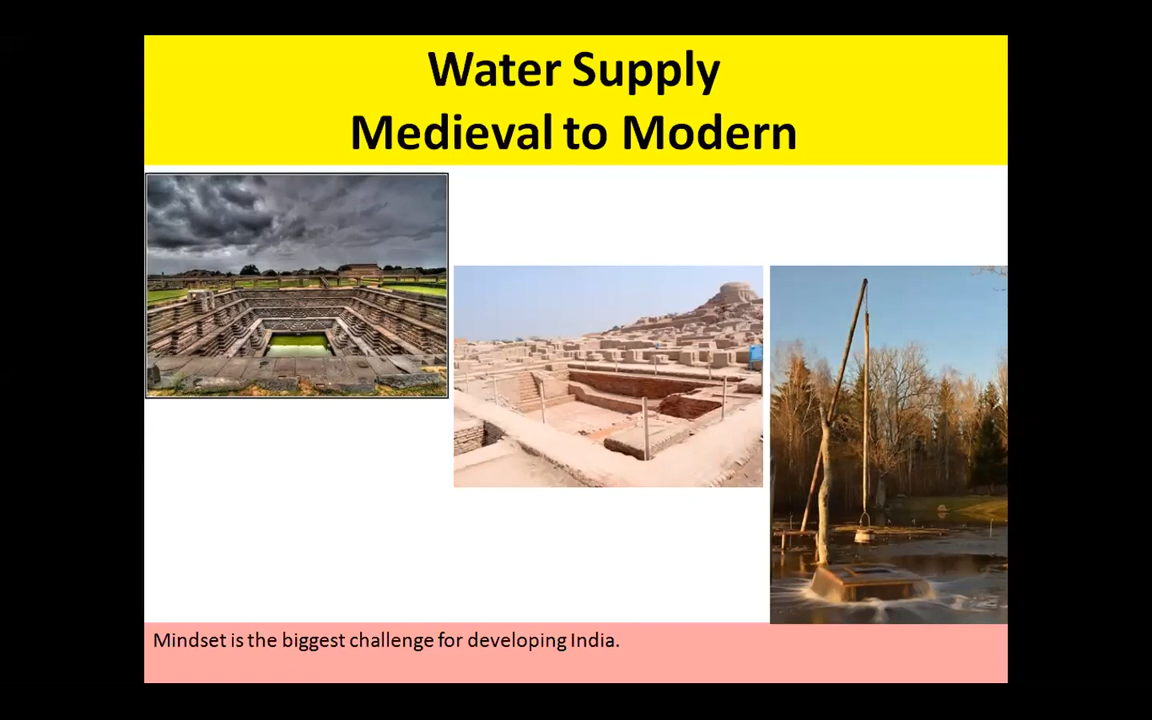 Water Supply
Medieval to Modern
Mindset is the biggest challenge for developing India.